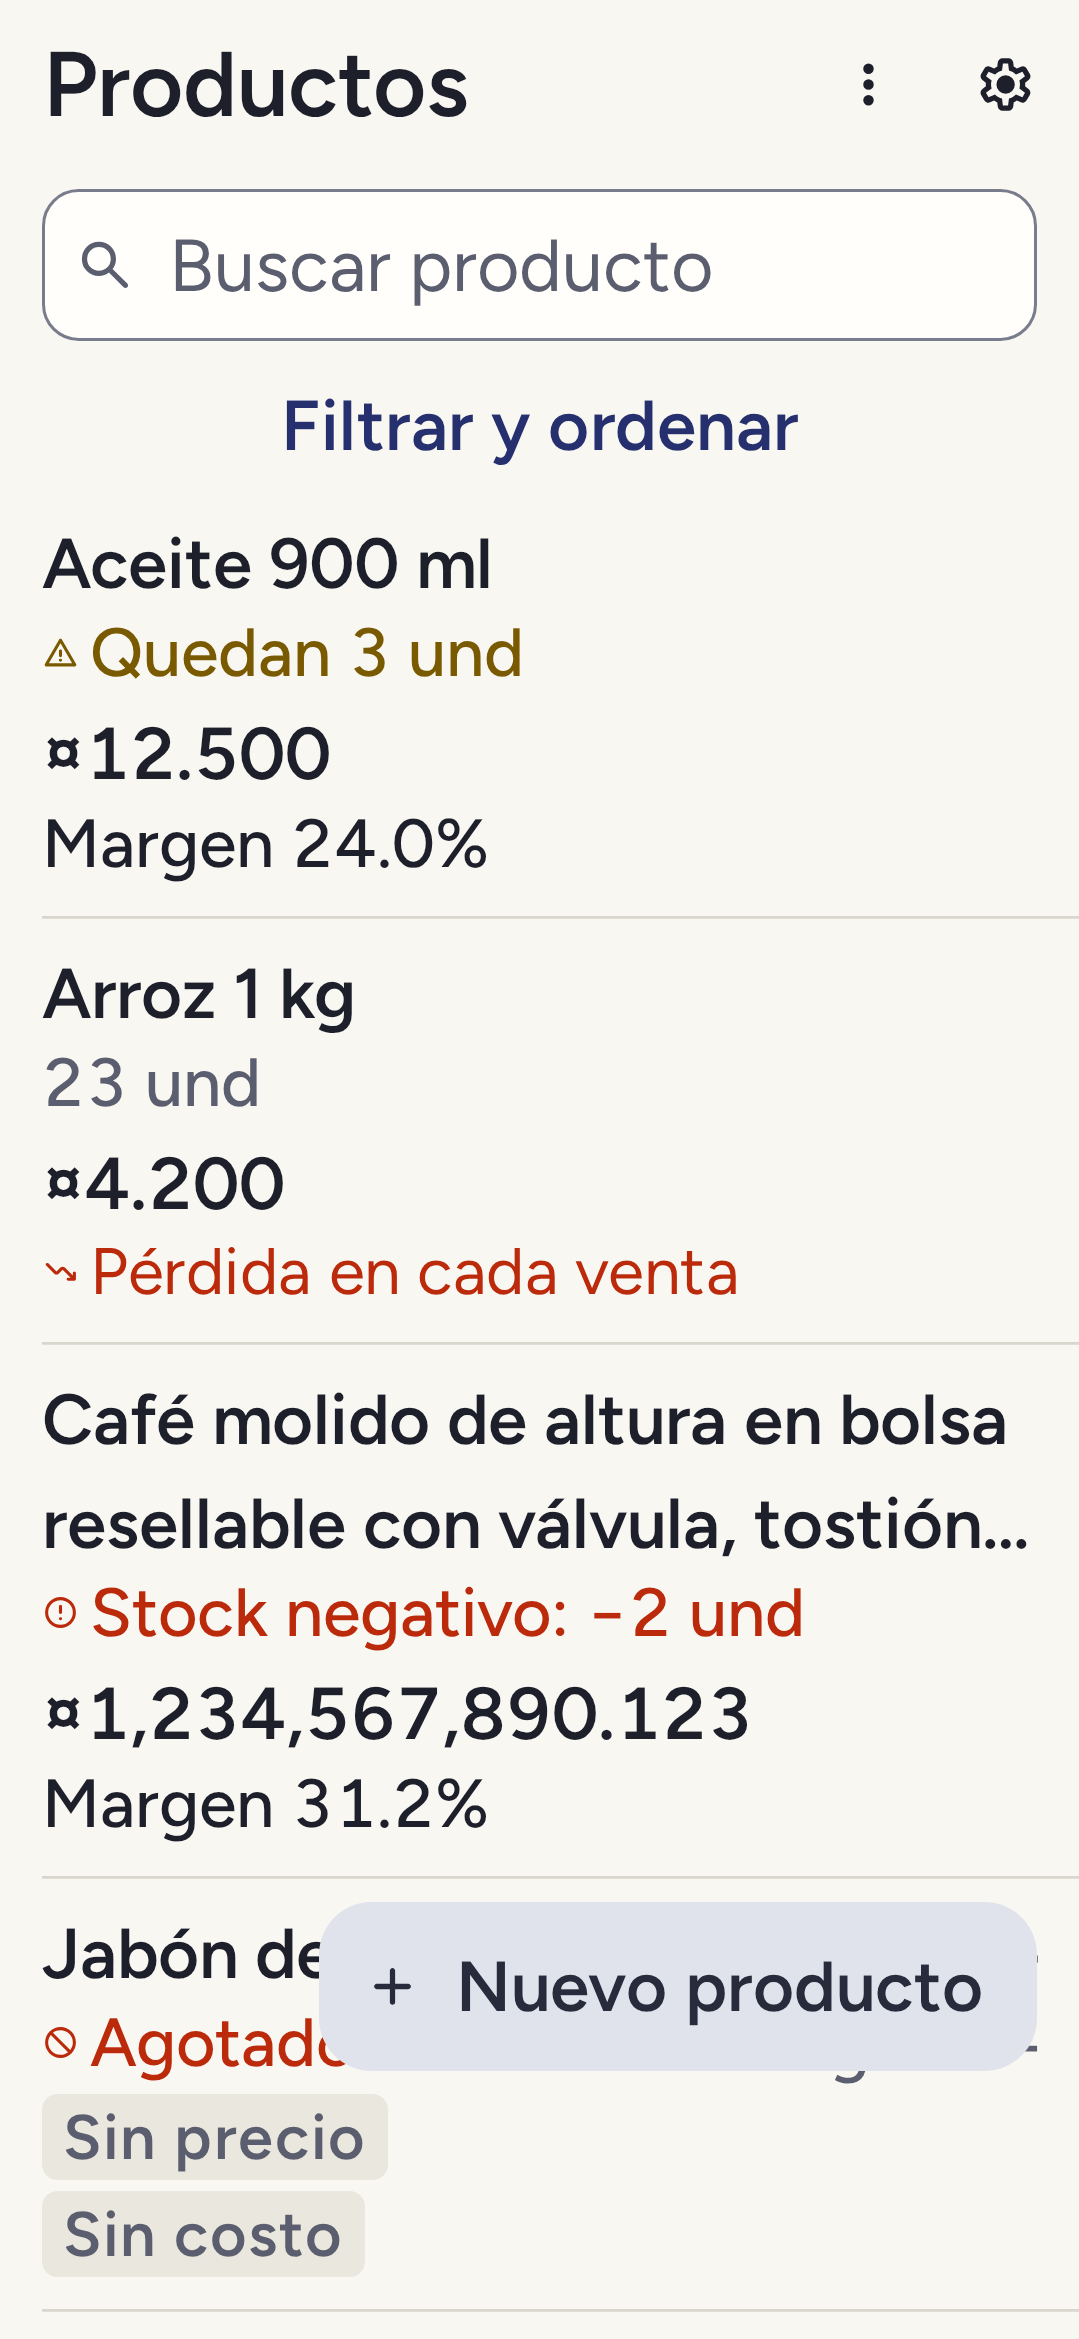 Productos
Buscar producto
Filtrar y ordenar
Aceite 900 ml
Quedan 3 und
¤12.500
Margen 24.0%
Arroz 1 kg
23 und
¤4.200
Pérdida en cada venta
Café molido de altura en bolsa
resellable con válvula, tostión...
Stock negativo: −2 und
¤1,234,567,890.123
Margen 31.2%
Jabón
+ Nuevo producto
Sin precio
Sin costo